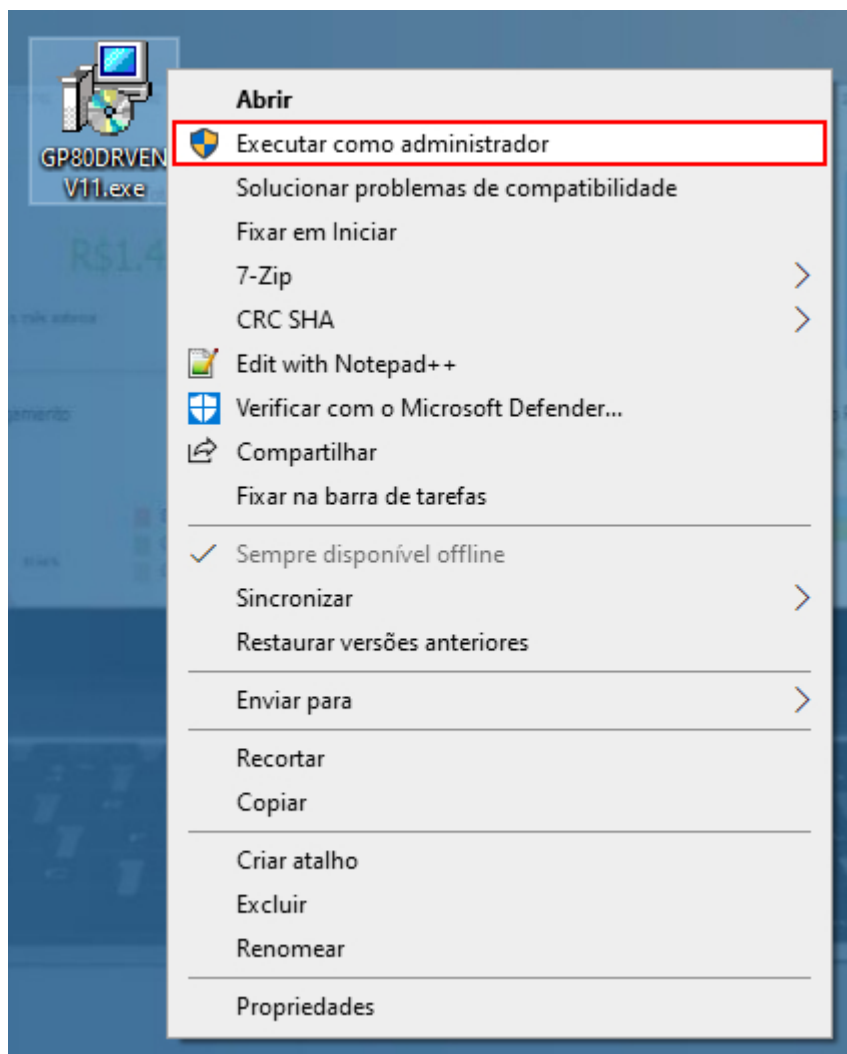 GP80DRVEN
V11.exe
Abrir
Executar como administrador
Solucionar problemas de compatibilidade
Fixar em Iniciar
7-Zip
CRC SHA
Edit with Notepad++
Verificar com o Microsoft Defender...
Compartilhar
Fixar na barra de tarefas
Sempre disponível offline
Sincronizar
Restaurar versões anteriores
Enviar para
Recortar
Copiar
Criar atalho
Excluir
Renomear
Propriedades
R$1.4